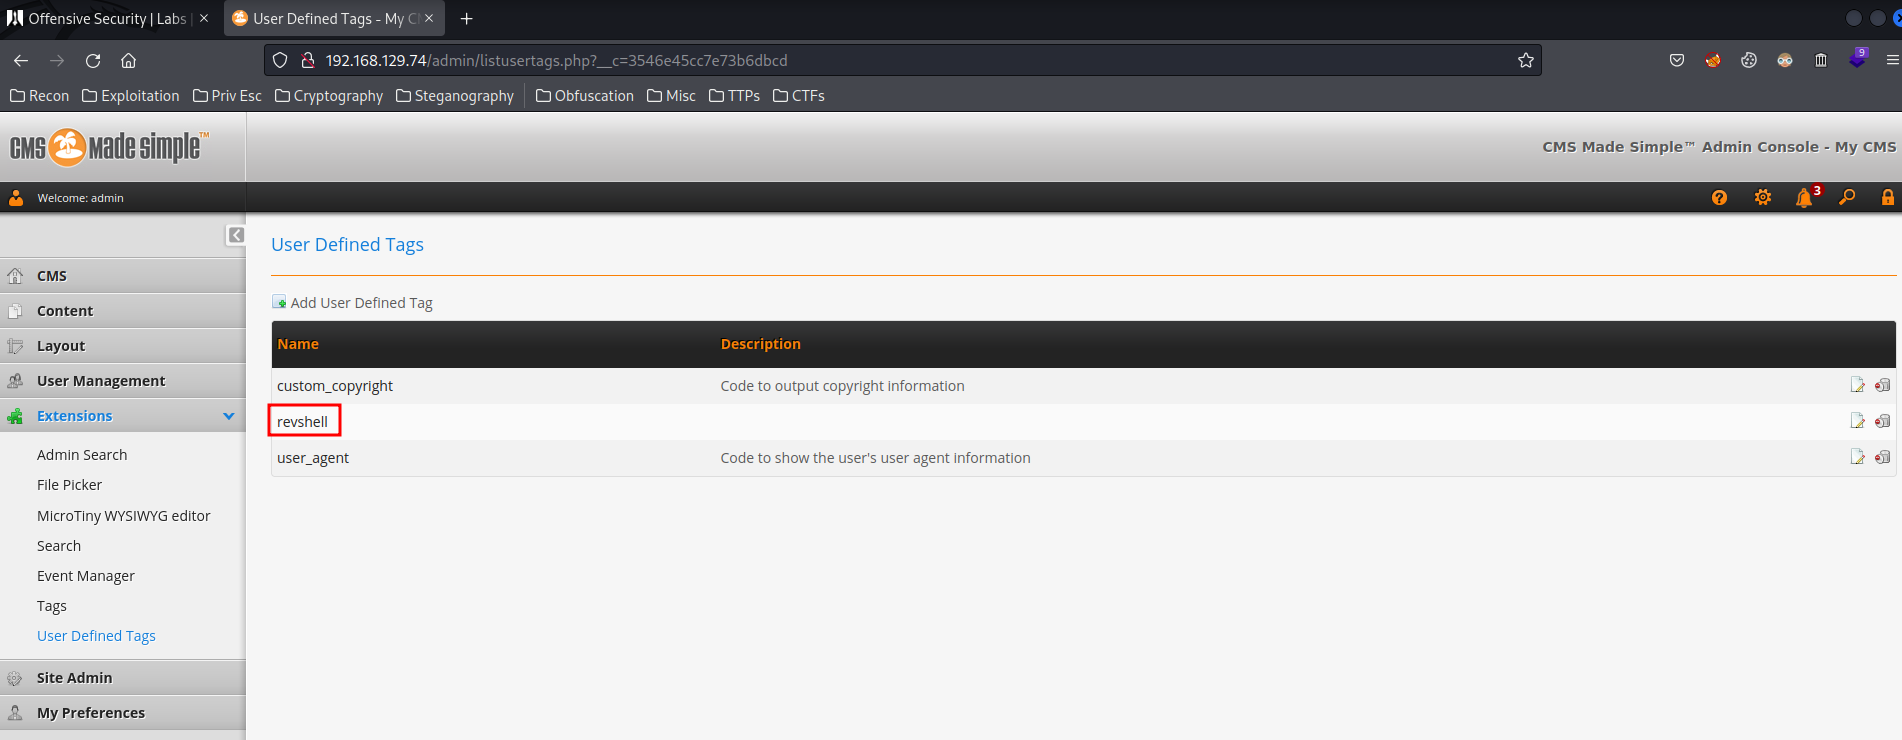 Offensive Security | Labs |
User Defined Tags - My C
192.168.129.74/admin/listusertags.php?__c=3546e45cc7e73b6dbcd
9
Recon Exploitation Priv Esc Cryptography Steganography Obfuscation Misc TTPs CTFs
CMS Made Simple™
CMS Made Simple™ Admin Console - My CMS
Welcome: admin
3
User Defined Tags
CMS
Content
Layout
User Management
Extensions
Admin Search
File Picker
MicroTiny WYSIWYG editor
Search
Event Manager
Tags
User Defined Tags
Site Admin
My Preferences
Add User Defined Tag
Name Description
custom_copyright Code to output copyright information
revshell
user_agent Code to show the user's user agent information